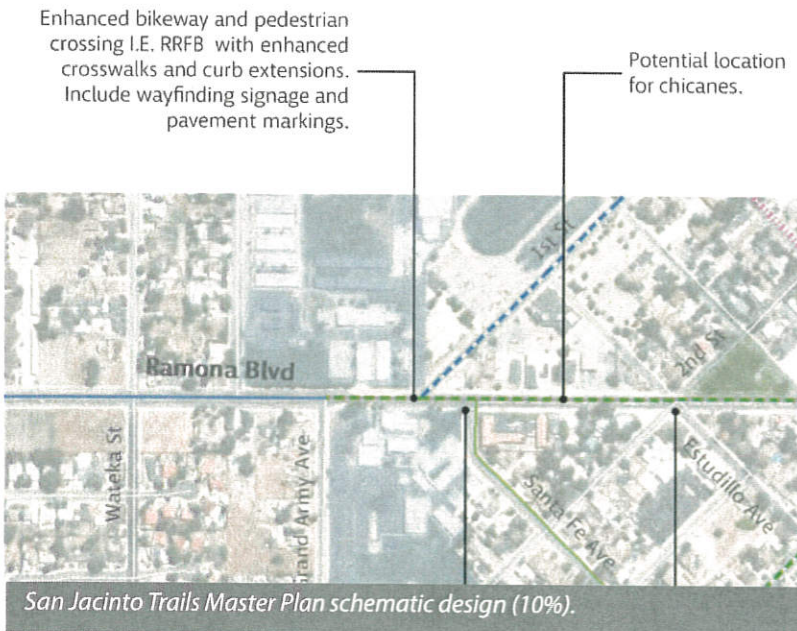 Enhanced bikeway and pedestrian
crossing I.E. RRFB with enhanced
crosswalks and curb extensions.
Include wayfinding signage and
pavement markings.
Potential location
for chicanes.
1st St
Ramona Blvd
2nd St
Wateka St
Grand Army Ave
Santa Fe Ave
Estudillo Ave
San Jacinto Trails Master Plan schematic design (10%).